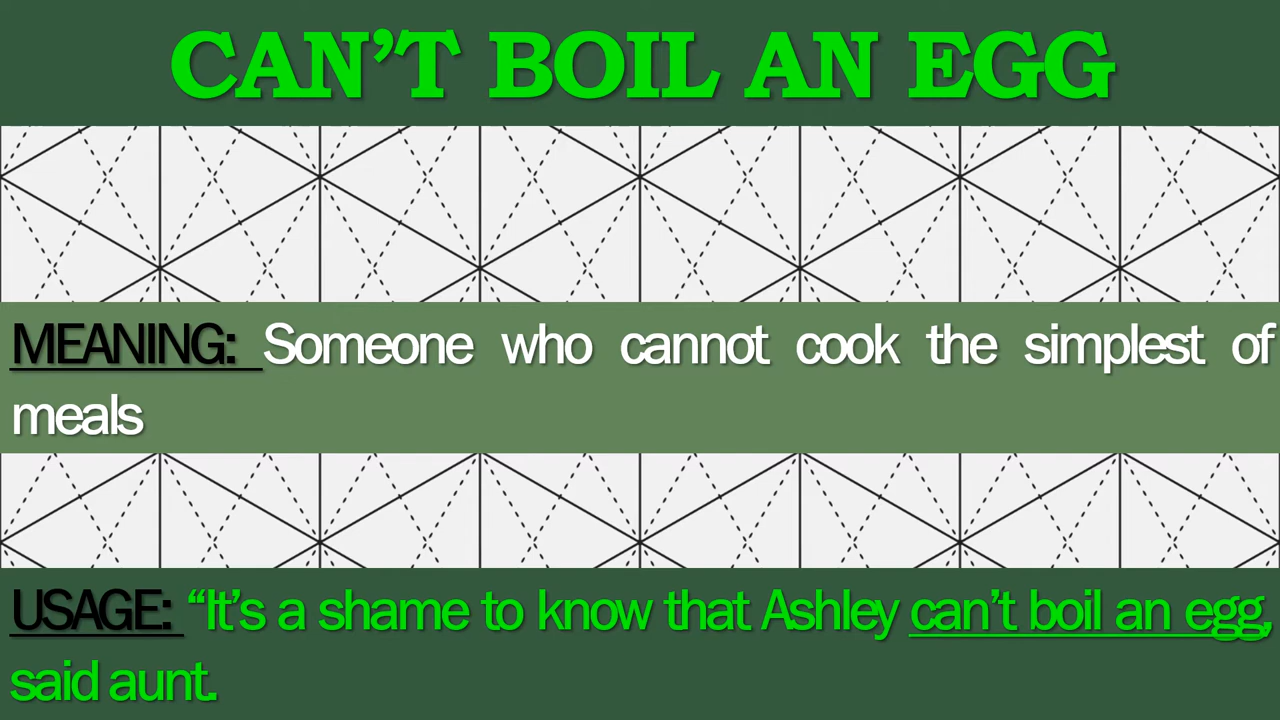 CAN’T BOIL AN EGG
MEANING: Someone who cannot cook the simplest of
meals
USAGE: “It’s a shame to know that Ashley can’t boil an egg,
said aunt.